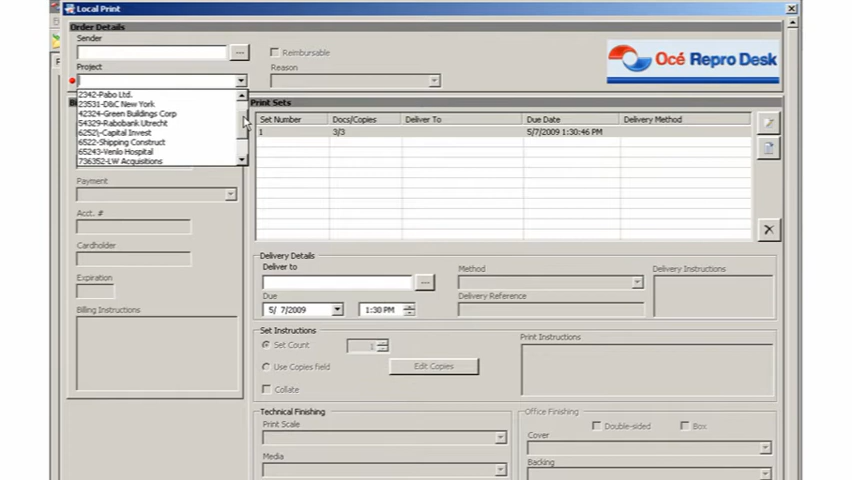 Local Print
Order Details
Sender
Reimbursable
Project
Reason
Océ Repro Desk
2342-Pabo Ltd.
23531-D&C New York
42324-Green Buildings Corp
54329-Rabobank Utrecht
6252\-Capital Invest
6522-Shipping Construct
65243-Venlo Hospital
736352-LW Acquisitions
Print Sets
Set Number Docs/Copies Deliver To Due Date Delivery Method
1 3/3 5/7/2009 1:30:46 PM
Payment
Acct. #
Cardholder
Expiration
Billing Instructions
Delivery Details
Deliver to
Method
Delivery Instructions
Due
Delivery Reference
5/ 7/2009
1:30 PM
Set Instructions
Print Instructions
Set Count
1
Use Copies field
Edit Copies
Collate
Technical Finishing
Office Finishing
Print Scale
Double-sided
Box
Cover
Media
Backing